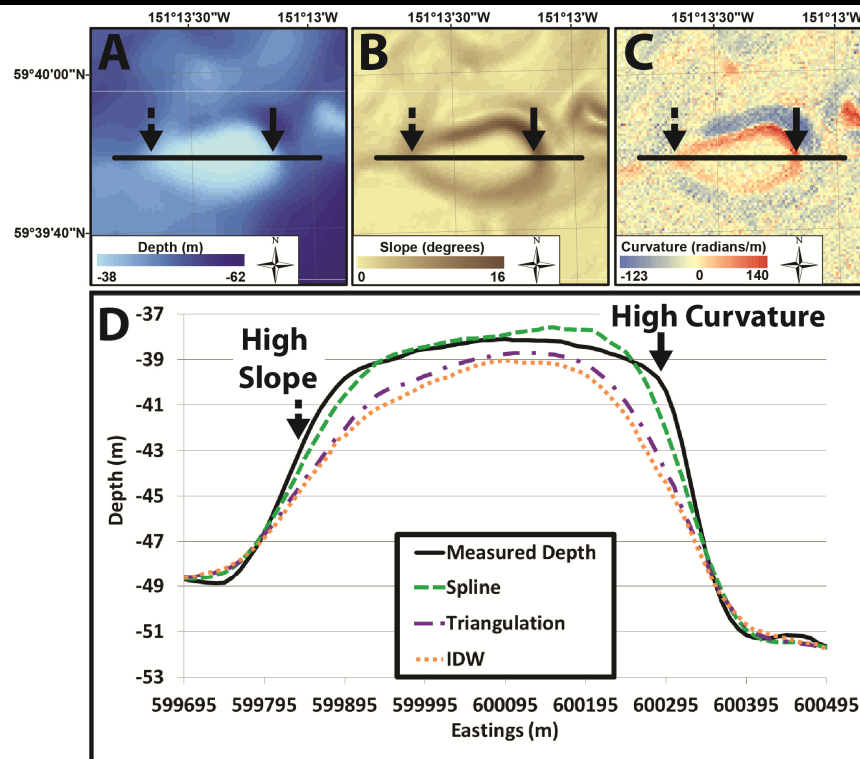 151°13'30"W 151°13'W 151°13'30"W 151°13'W 151°13'30"W 151°13'W
59°40'00"N
59°39'40"N
A
N
Depth (m)
-38 -62
B
N
Slope (degrees)
0 16
C
N
Curvature (radians/m)
-123 0 140
D
High
Slope
High Curvature
Depth (m)
-37
-39
-41
-43
-45
-47
-49
-51
-53
Measured Depth
Spline
Triangulation
IDW
599695 599795 599895 599995 600095 600195 600295 600395 600495
Eastings (m)